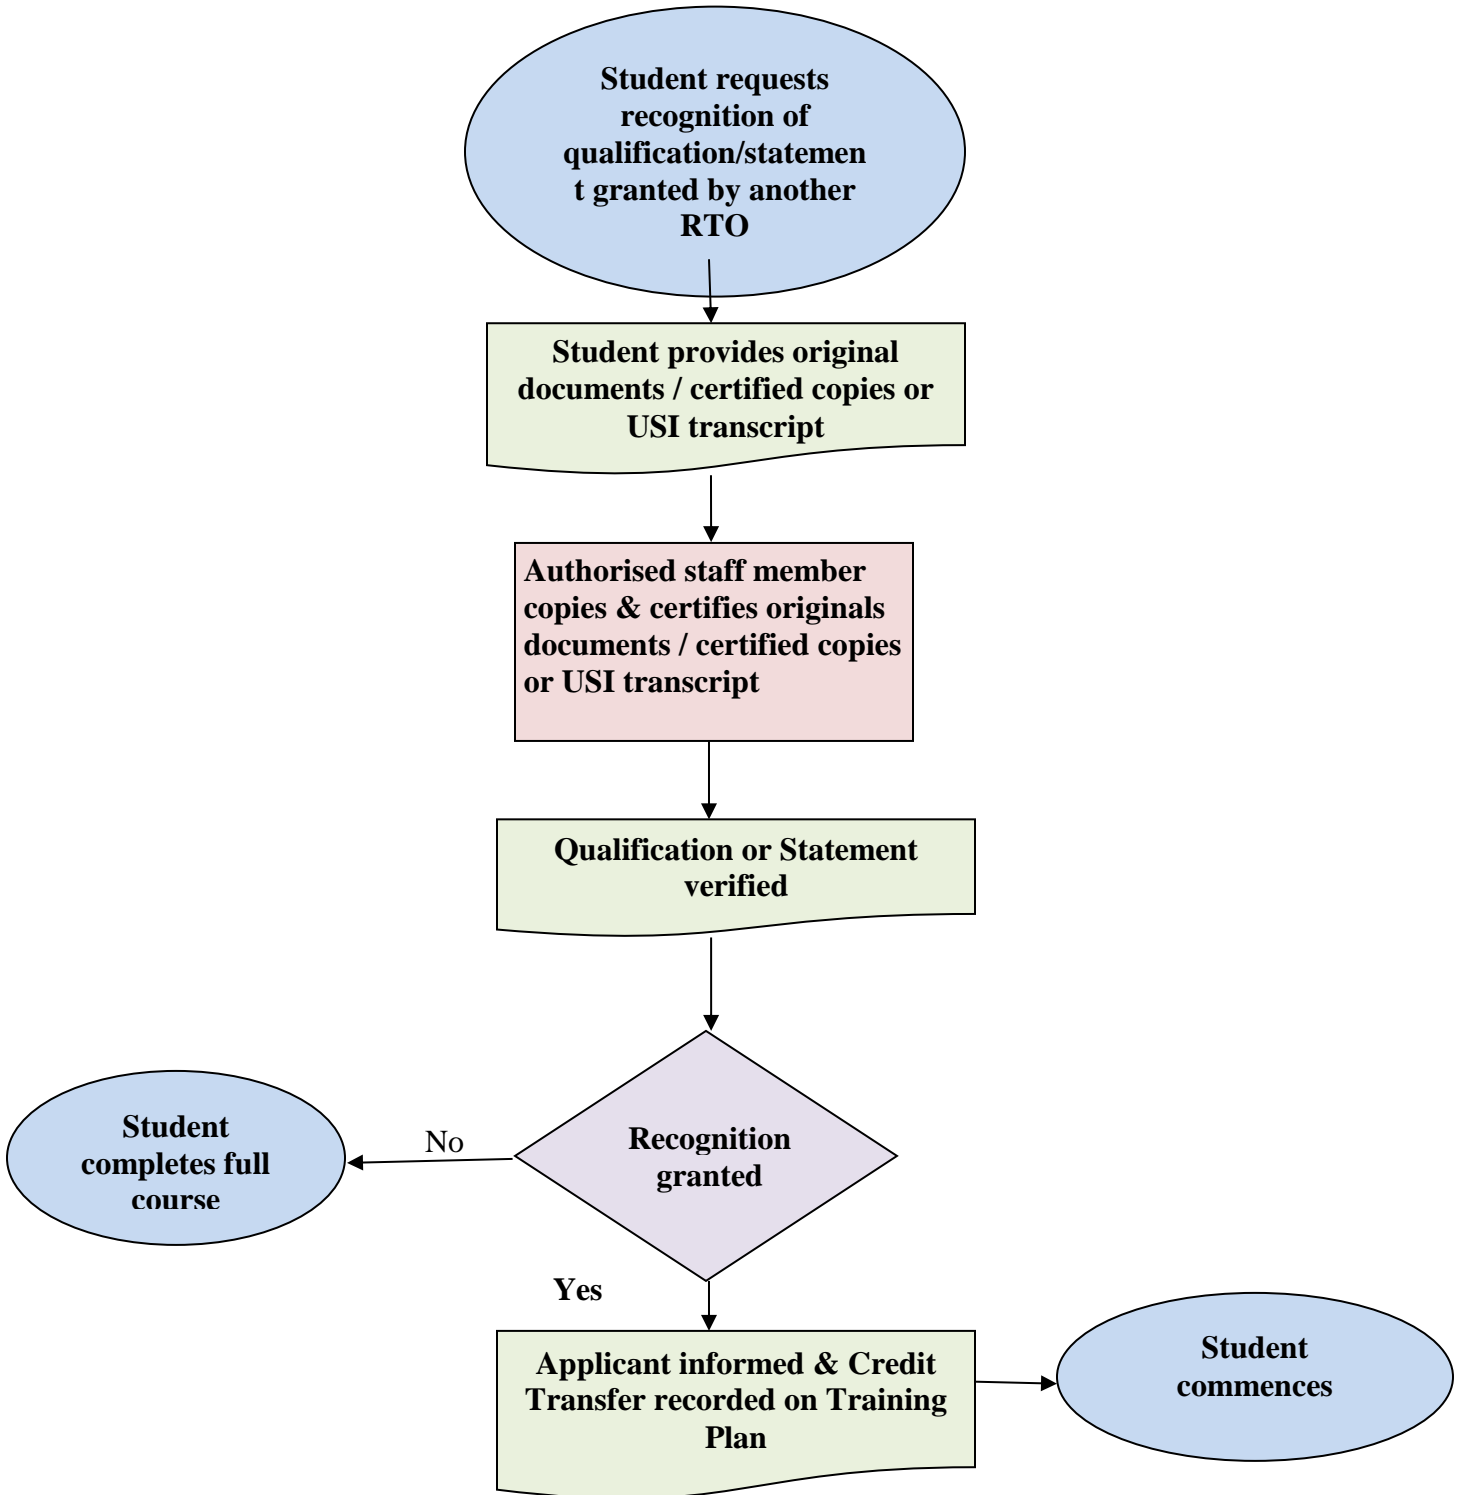 Student requests
recognition of
qualification/statemen
t granted by another
RTO
Student provides original
documents / certified copies or
USI transcript
Authorised staff member
copies & certifies originals
documents / certified copies
or USI transcript
Qualification or Statement
verified
Recognition
granted
No
Student
completes full
course
Yes
Applicant informed & Credit
Transfer recorded on Training
Plan
Student
commences